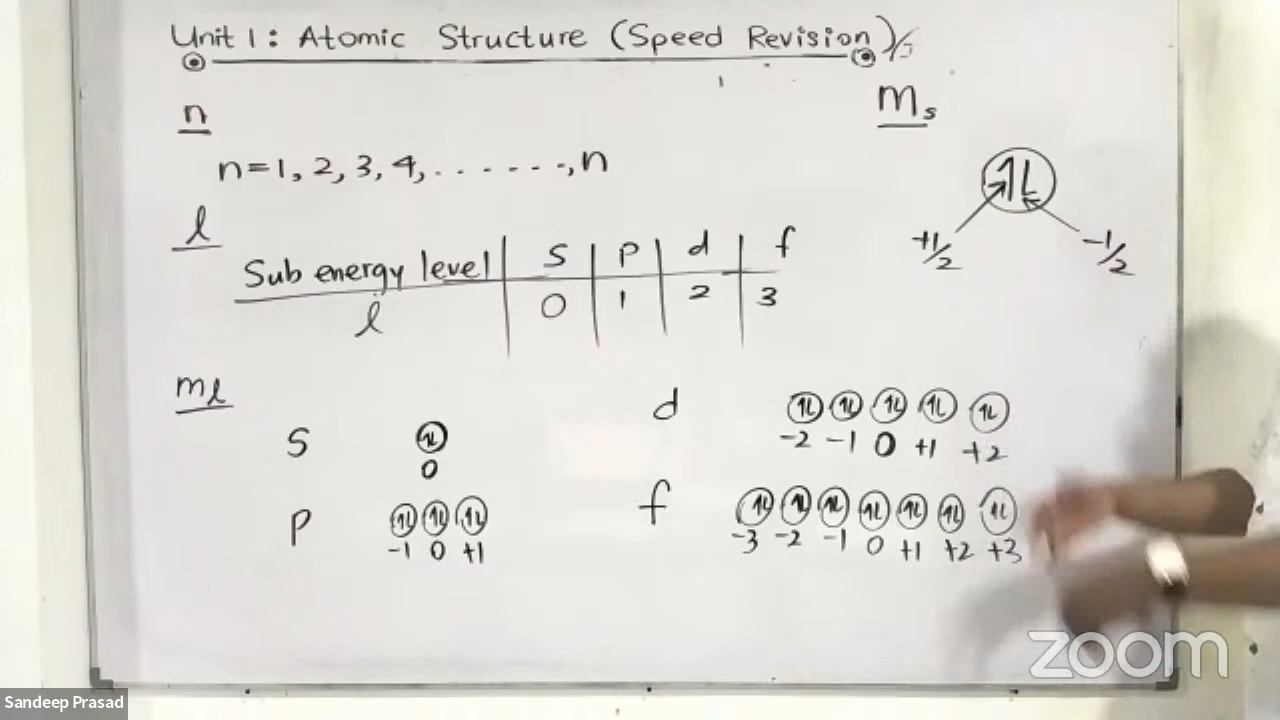 Unit 1: Atomic Structure (Speed Revision)
n
n=1, 2, 3, 4, . . . . . . ., n
l
Sub energy level | S | P | d | f
l | 0 | 1 | 2 | 3
ml
S
0
P
-1 0 +1
d
-2 -1 0 +1 +2
f
-3 -2 -1 0 +1 +2 +3
Ms
↿⇂
+1/2 -1/2
zoom
Sandeep Prasad